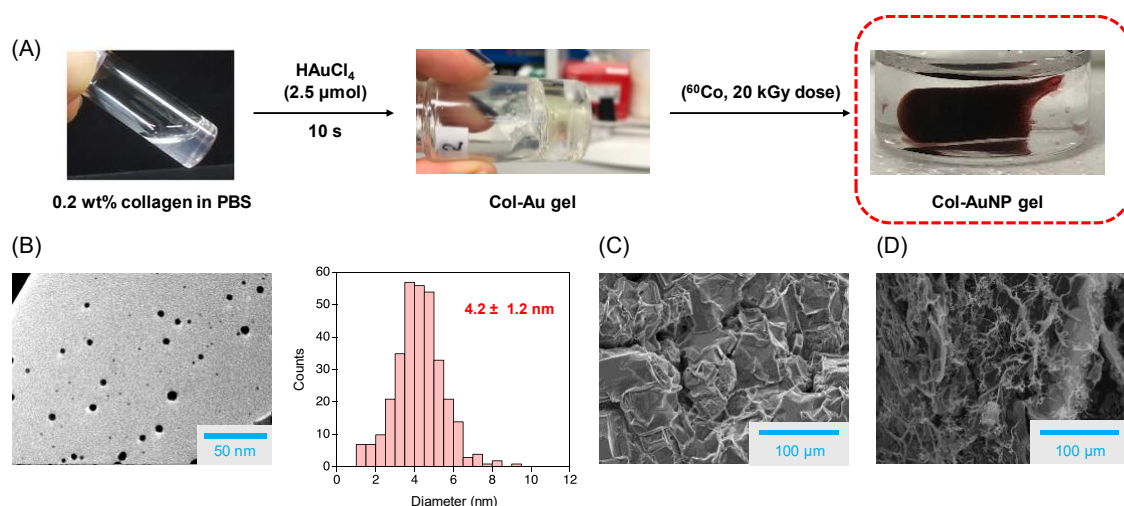 (A)
HAuCl₄
(2.5 µmol)
10 s
(⁶⁰Co, 20 kGy dose)
2
0.2 wt% collagen in PBS
Col-Au gel
Col-AuNP gel
(B)
(C)
(D)
50 nm
60
50
40
30
20
10
0
Counts
4.2 ± 1.2 nm
0
2
4
6
8
10
12
Diameter (nm)
100 µm
100 µm